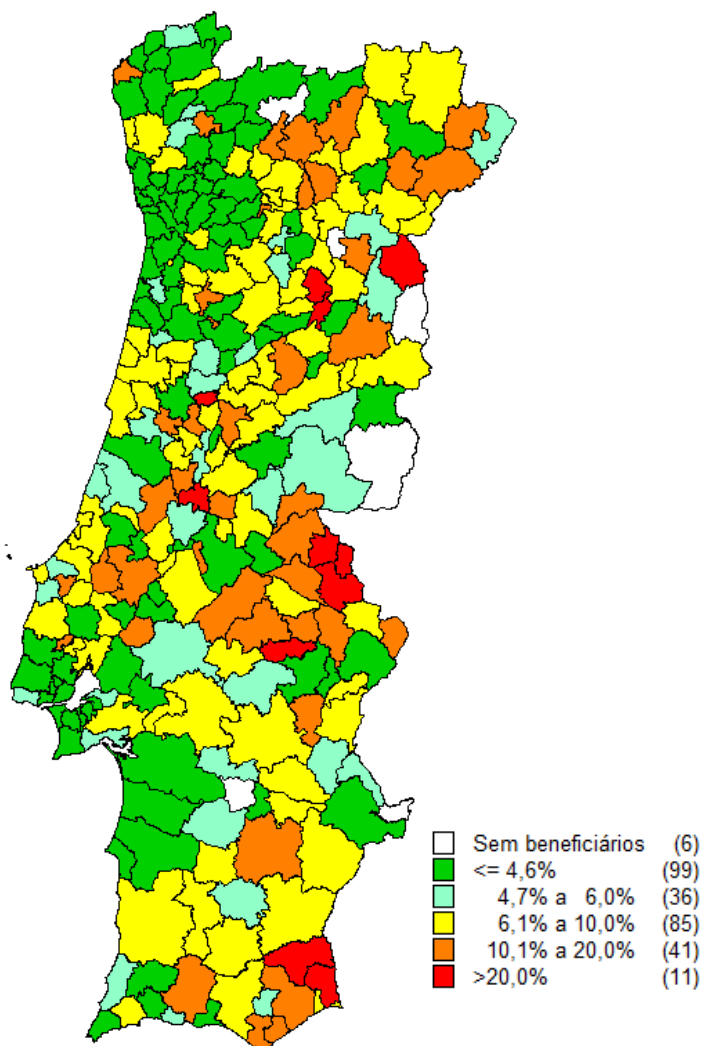 Sem beneficiários (6)
<= 4,6% (99)
4,7% a 6,0% (36)
6,1% a 10,0% (85)
10,1% a 20,0% (41)
>20,0% (11)